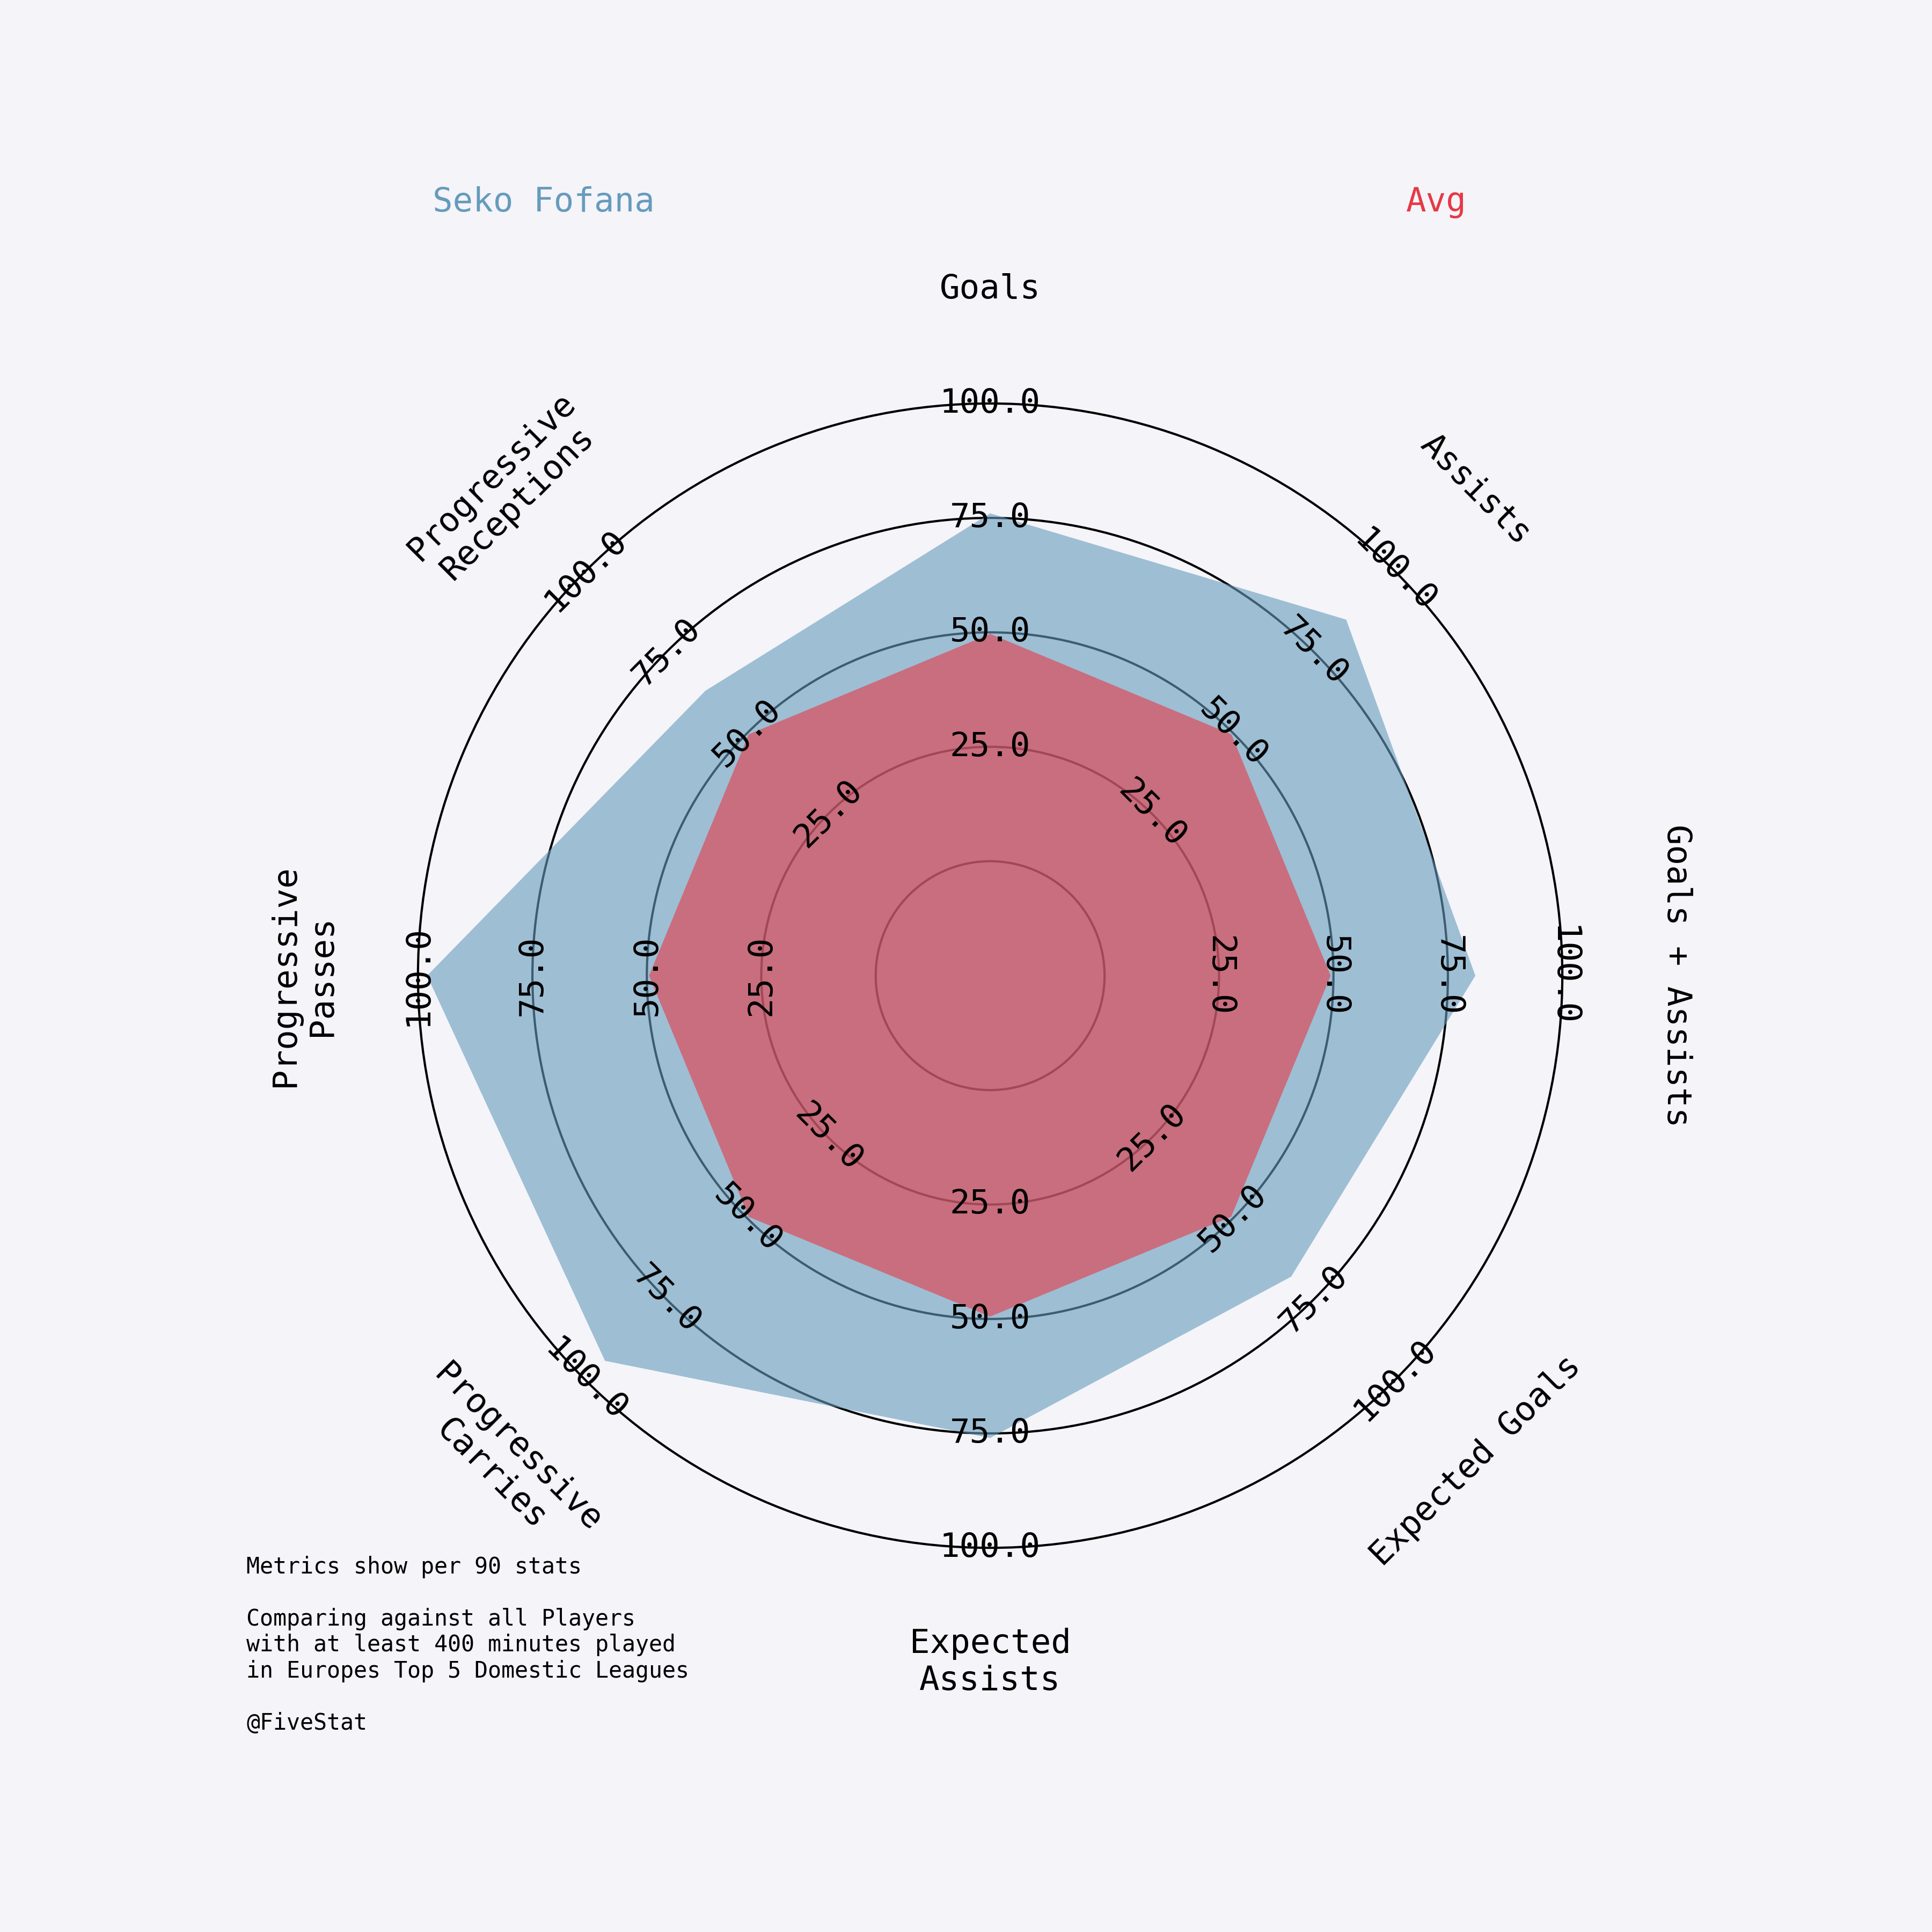 Seko Fofana
Avg
Goals
Assists
Goals + Assists
Expected Goals
Expected
Assists
Progressive
Carries
Progressive
Passes
Progressive
Receptions
25.0
50.0
75.0
100.0
25.0
50.0
75.0
100.0
25.0
50.0
75.0
100.0
25.0
50.0
75.0
100.0
25.0
50.0
75.0
100.0
25.0
50.0
75.0
100.0
25.0
50.0
75.0
100.0
25.0
50.0
75.0
100.0
Metrics show per 90 stats
Comparing against all Players
with at least 400 minutes played
in Europes Top 5 Domestic Leagues
@FiveStat